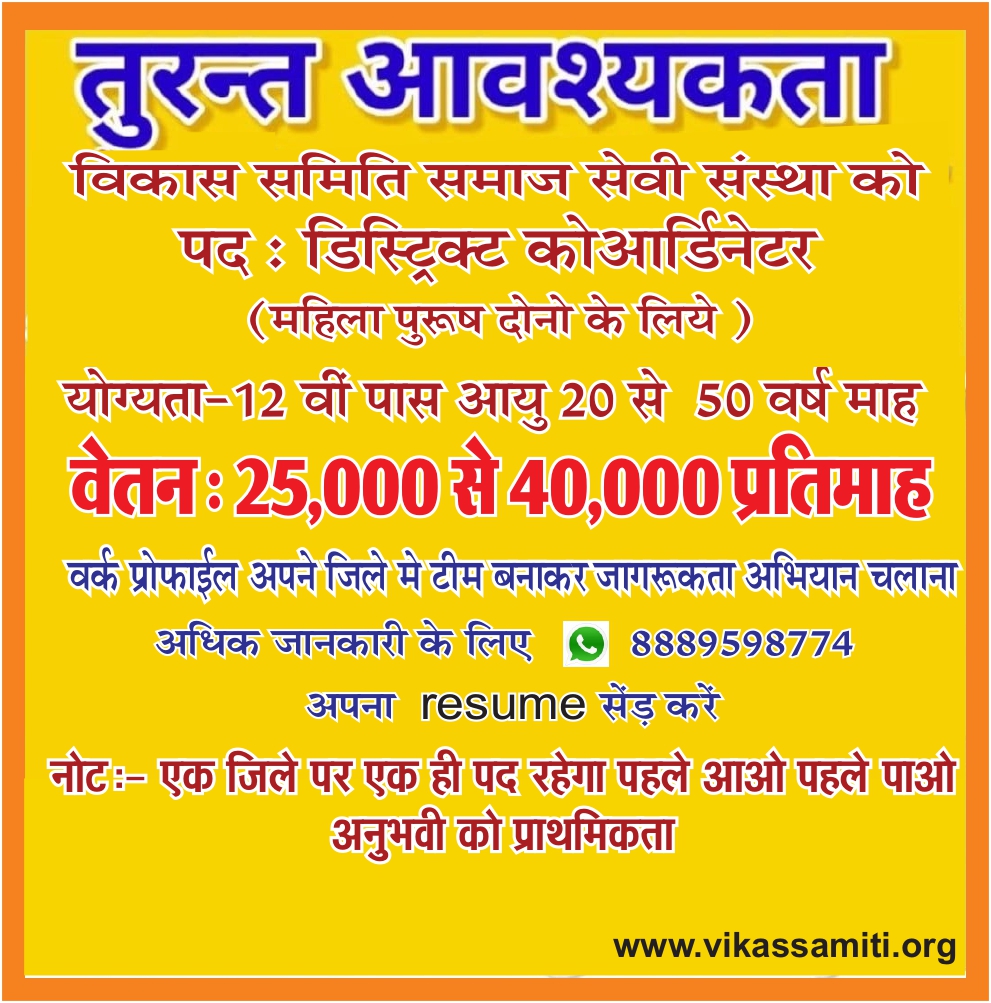 तुरन्त आवश्यकता
विकास समिति समाज सेवी संस्था को
पद : डिस्ट्रिक्ट कोआर्डिनेटर
(महिला पुरूष दोनो के लिये )
योग्यता-12 वीं पास आयु 20 से 50 वर्ष माह
वेतन : 25,000 से 40,000 प्रतिमाह
वर्क प्रोफाईल अपने जिले मे टीम बनाकर जागरूकता अभियान चलाना
अधिक जानकारी के लिए 8889598774
अपना resume सेंड़ करें
नोट :- एक जिले पर एक ही पद रहेगा पहले आओ पहले पाओ
अनुभवी को प्राथमिकता
www.vikassamiti.org